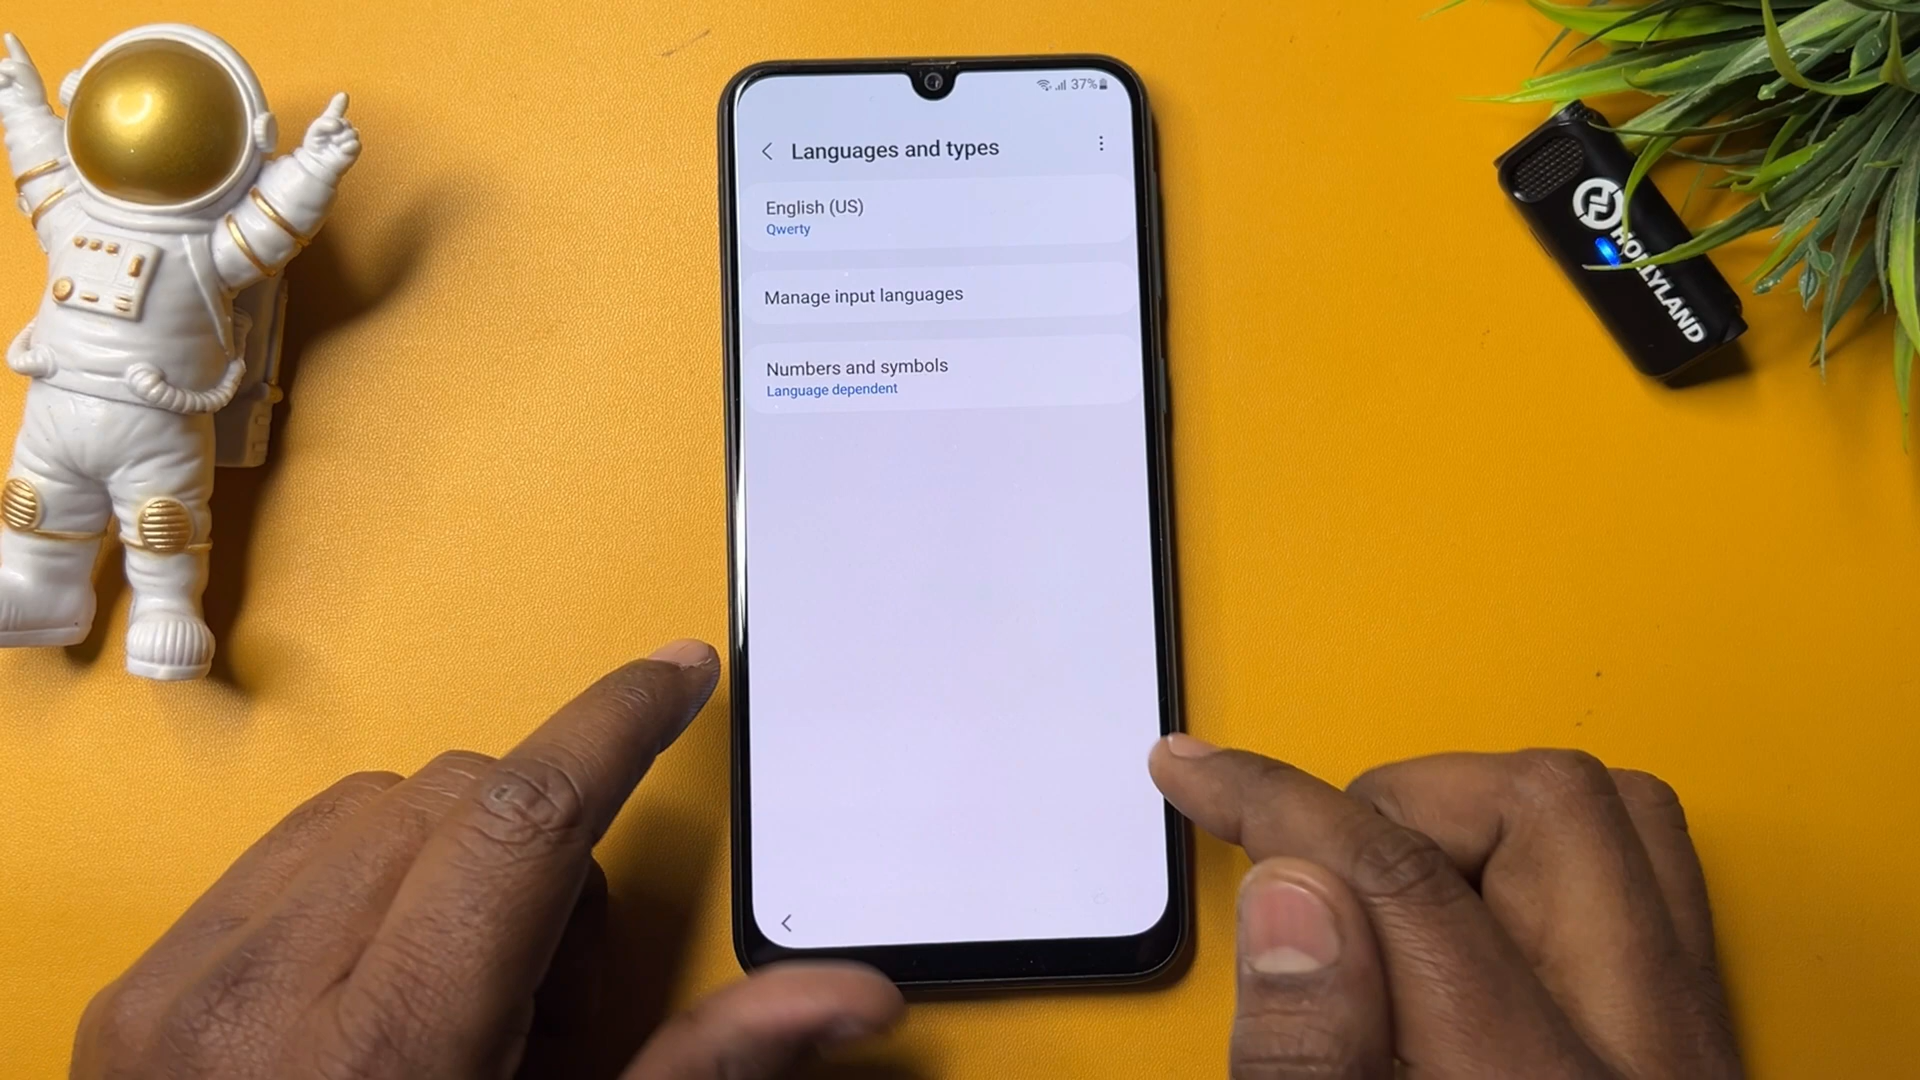 37%
Languages and types
English (US)
Qwerty
Manage input languages
Numbers and symbols
Language dependent
HOLLYLAND